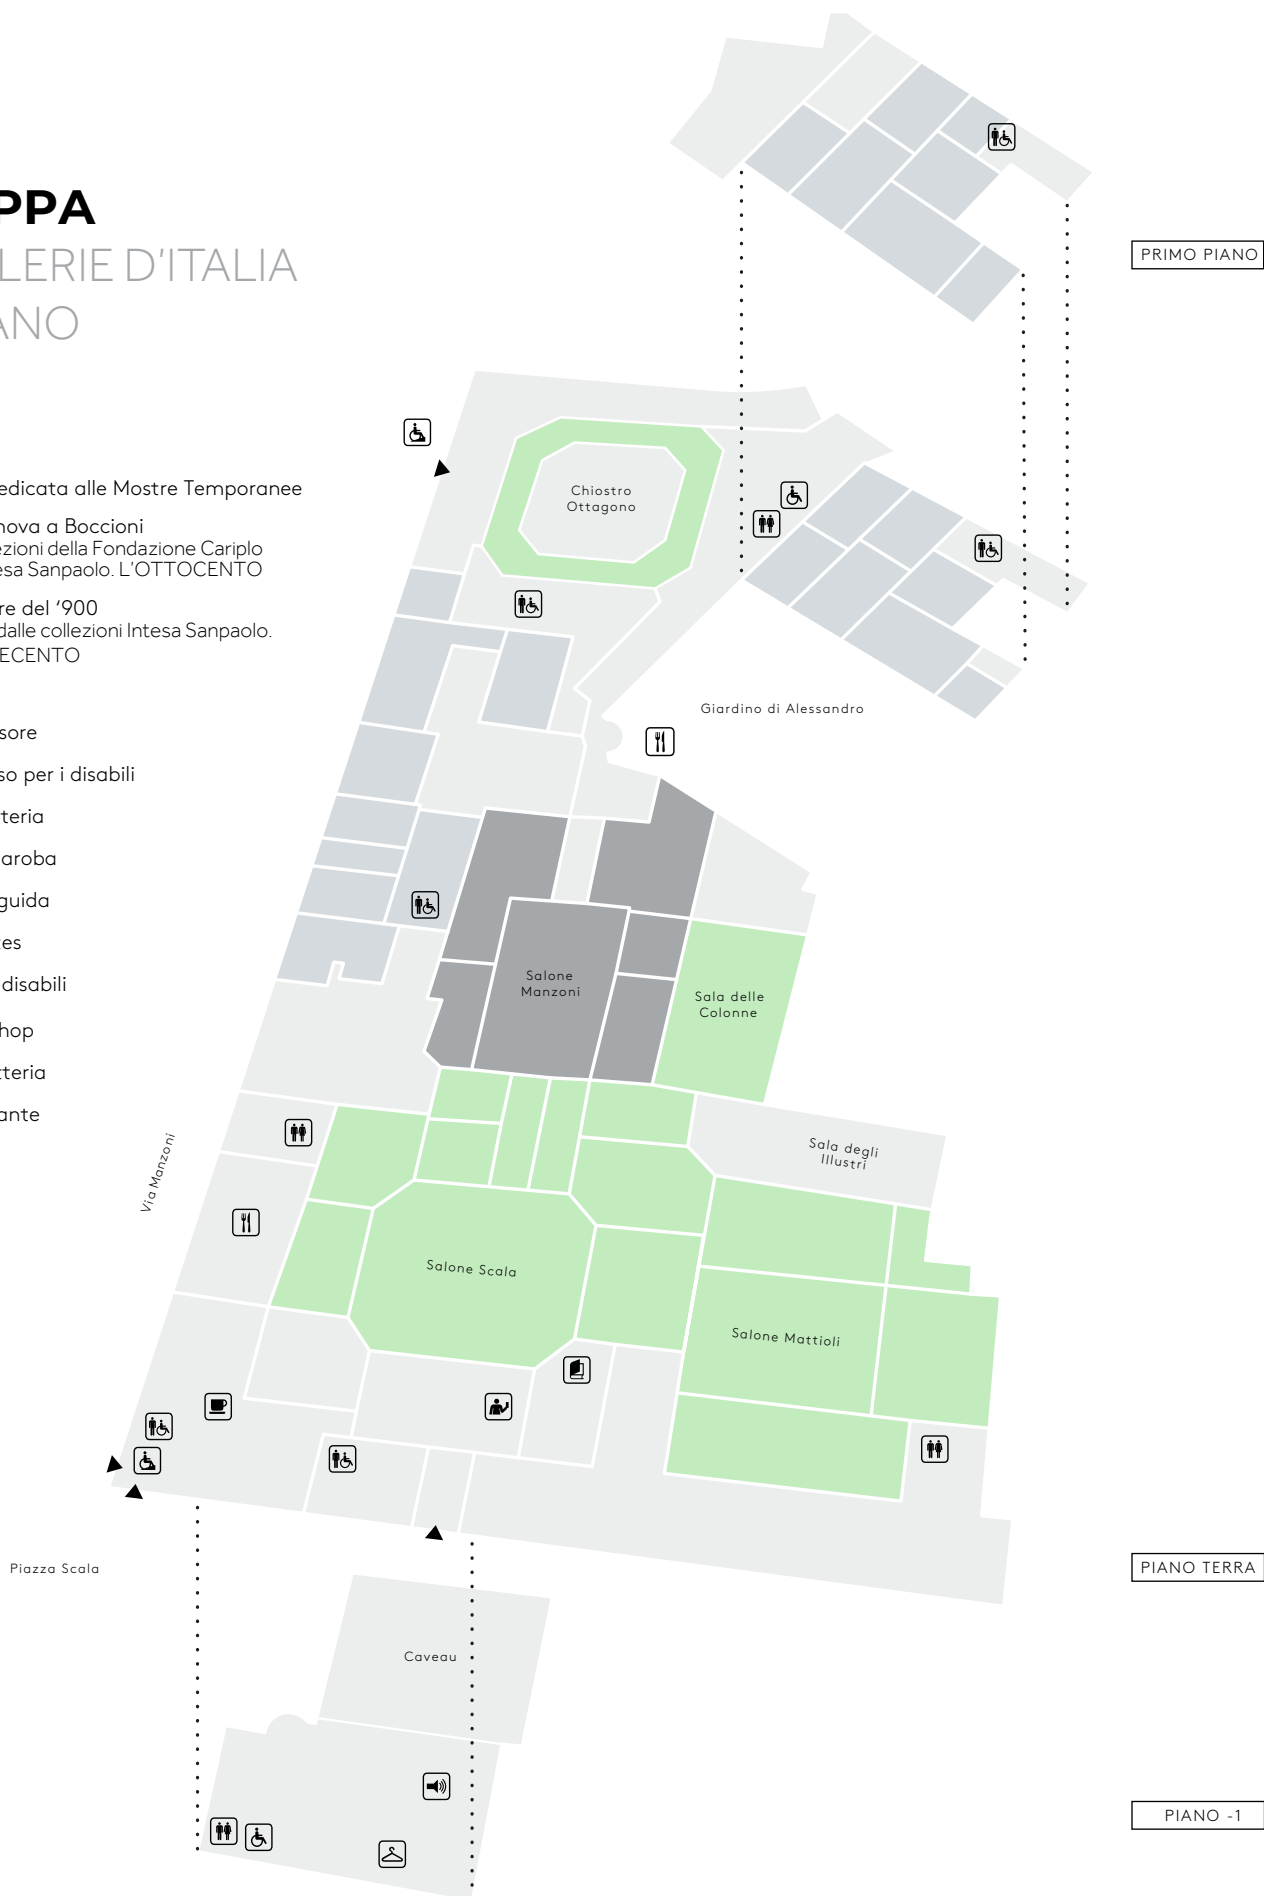 PPA
LERIE D'ITALIA
ANO
edicata alle Mostre Temporanee
nova a Boccioni
ezioni della Fondazione Cariplo
esa Sanpaolo. L'OTTOCENTO
re del '900
dalle collezioni Intesa Sanpaolo.
ECENTO
sore
so per i disabili
teria
aroba
guida
tes
disabili
hop
tteria
ante
PRIMO PIANO
Chiostro
Ottagono
Giardino di Alessandro
Salone
Manzoni
Sala delle
Colonne
Sala degli
Illustri
Via Manzoni
Salone Scala
Salone Mattioli
Piazza Scala
PIANO TERRA
Caveau
PIANO -1